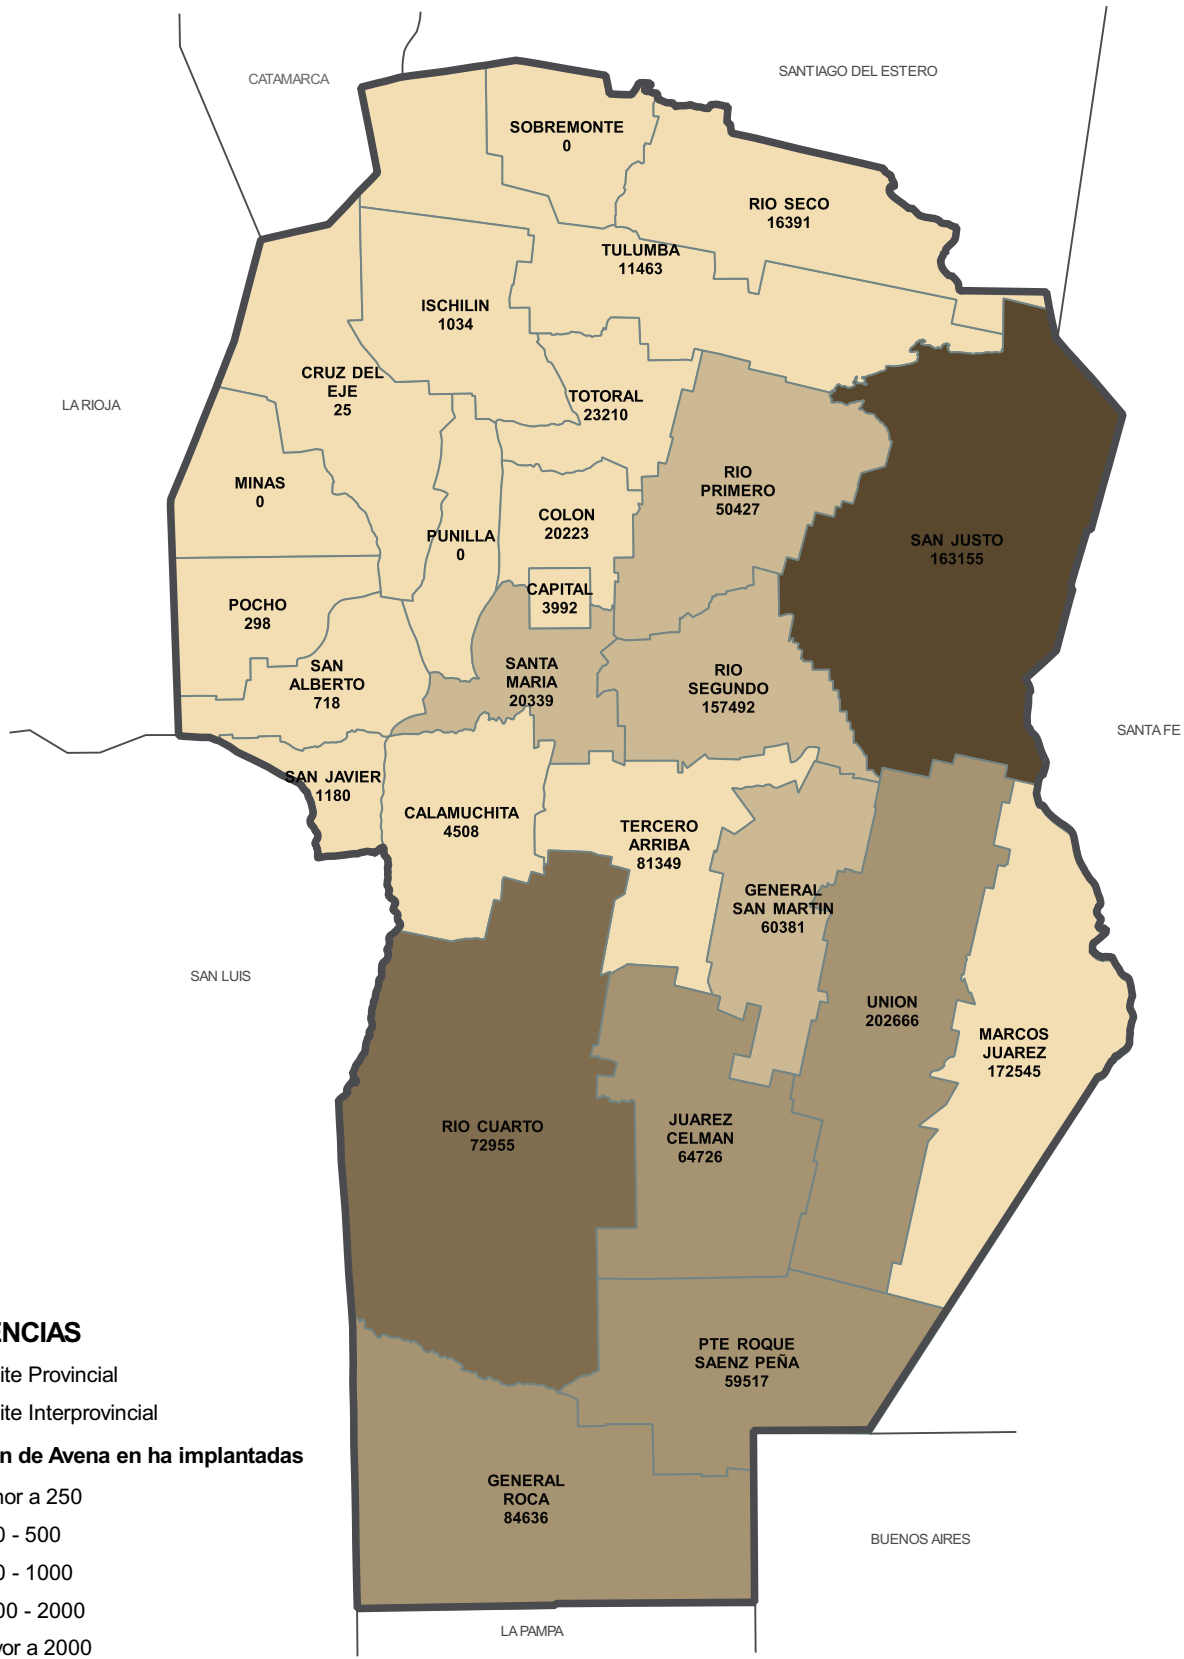 CATAMARCA
SANTIAGO DEL ESTERO
SOBREMONTE
0
RIO SECO
16391
TULUMBA
11463
ISCHILIN
1034
CRUZ DEL
EJE
25
LA RIOJA
TOTORAL
23210
MINAS
0
RIO
PRIMERO
50427
COLON
20223
PUNILLA
0
SAN JUSTO
163155
CAPITAL
3992
POCHO
298
SAN
ALBERTO
718
SANTA
MARIA
20339
RIO
SEGUNDO
157492
SANTA FE
SAN JAVIER
1180
CALAMUCHITA
4508
TERCERO
ARRIBA
81349
GENERAL
SAN MARTIN
60381
SAN LUIS
UNION
202666
MARCOS
JUAREZ
172545
RIO CUARTO
72955
JUAREZ
CELMAN
64726
ENCIAS
ite Provincial
ite Interprovincial
n de Avena en ha implantadas
nor a 250
0 - 500
0 - 1000
00 - 2000
yor a 2000
PTE ROQUE
SAENZ PEÑA
59517
GENERAL
ROCA
84636
BUENOS AIRES
LA PAMPA